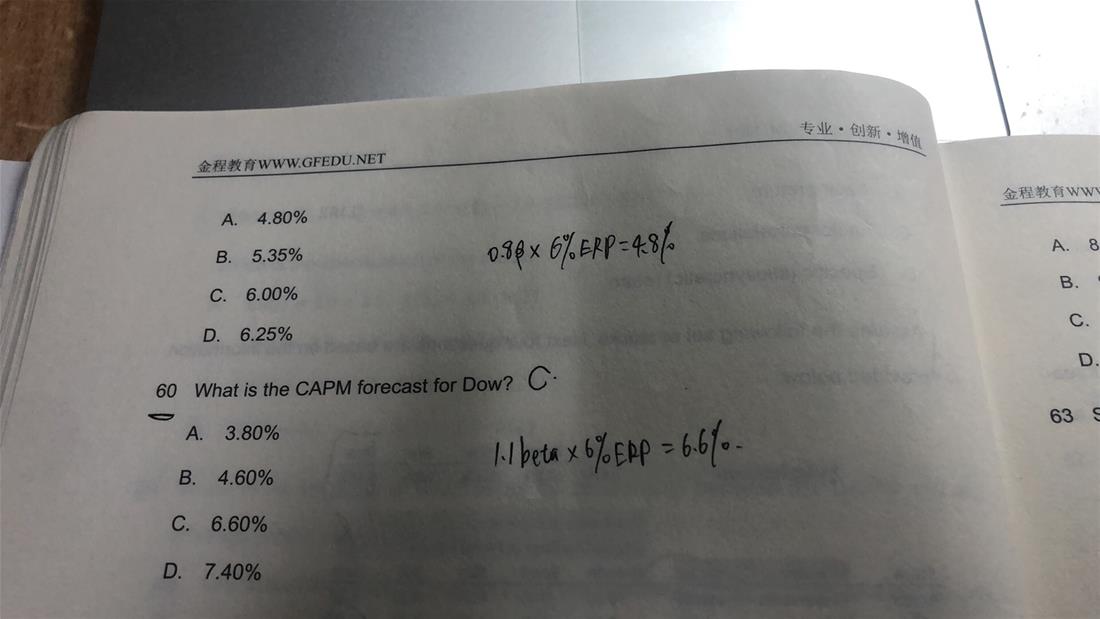 金程教育WWW.GFEDU.NET
专业·创新·增值
A. 4.80%
B. 5.35%
0.8β × 6% ERP = 4.8%
C. 6.00%
D. 6.25%
60 What is the CAPM forecast for Dow? C.
A. 3.80%
1.1 beta × 6% ERP = 6.6%.
B. 4.60%
C. 6.60%
D. 7.40%
金程教育WWW
A. 8
B.
C.
D.
63